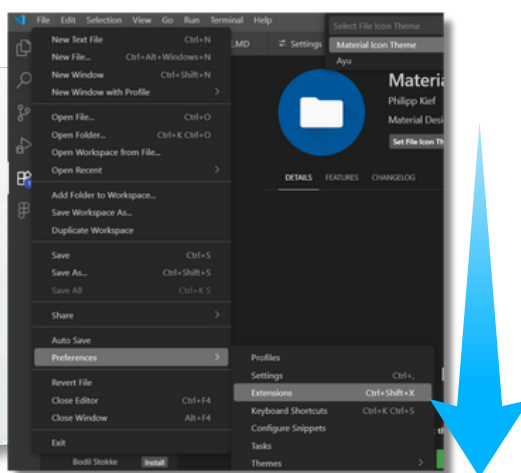 File Edit Selection View Go Run Terminal Help
Select File Icon Theme
Material Icon Theme
Ayu
.MD Settings
New Text File Ctrl+N
New File... Ctrl+Alt+Windows+N
New Window Ctrl+Shift+N
New Window with Profile
Open File... Ctrl+O
Open Folder... Ctrl+K Ctrl+O
Open Workspace from File...
Open Recent
Add Folder to Workspace...
Save Workspace As...
Duplicate Workspace
Save Ctrl+S
Save As... Ctrl+Shift+S
Save All Ctrl+K S
Share
Auto Save
Preferences
Revert File
Close Editor Ctrl+F4
Close Window Alt+F4
Exit
Bodil Stokke Install
Materia
Philipp Kief
Material Desi
Set File Icon Th
DETAILS FEATURES CHANGELOG
Profiles
Settings Ctrl+,
Extensions Ctrl+Shift+X
Keyboard Shortcuts Ctrl+K Ctrl+S
Configure Snippets
Tasks
Themes